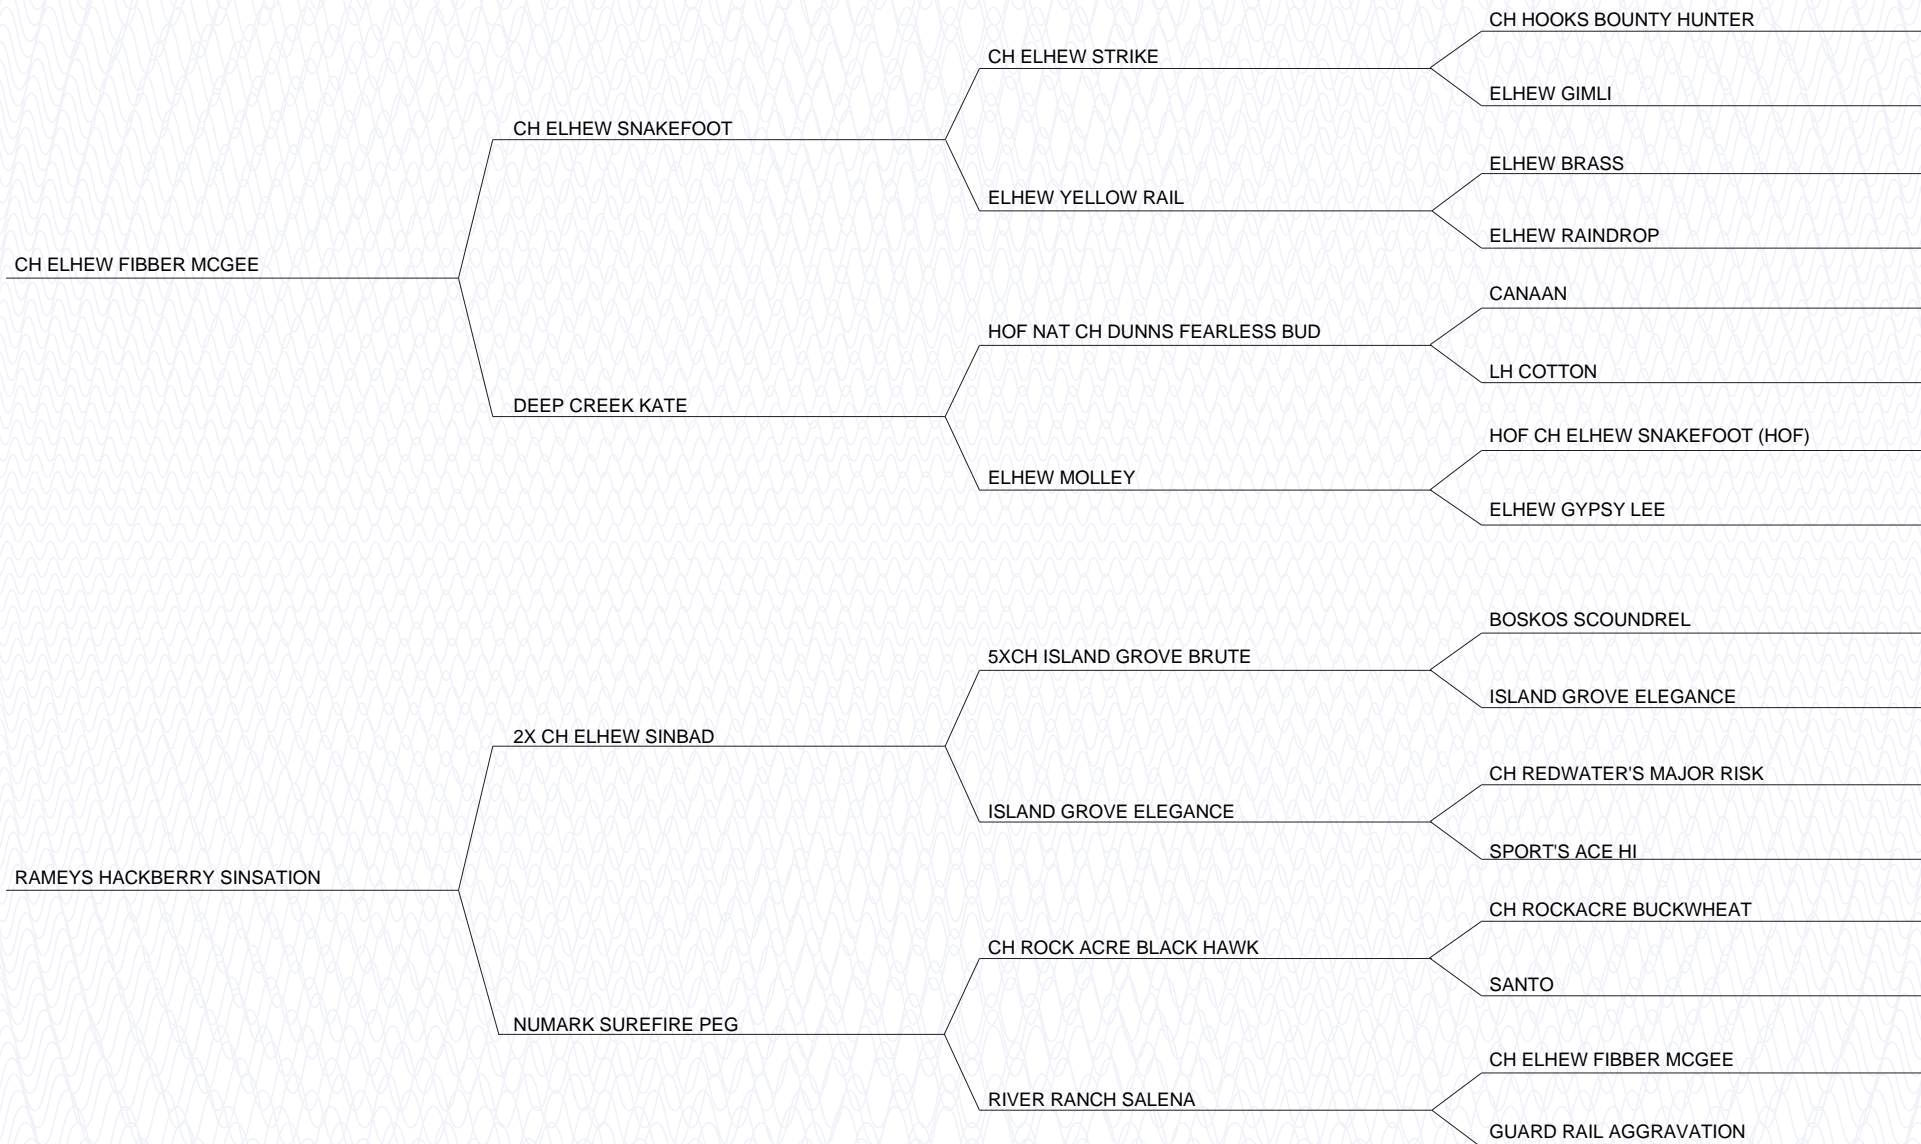 CH HOOKS BOUNTY HUNTER
CH ELHEW STRIKE
ELHEW GIMLI
CH ELHEW SNAKEFOOT
ELHEW BRASS
ELHEW YELLOW RAIL
ELHEW RAINDROP
CH ELHEW FIBBER MCGEE
CANAAN
HOF NAT CH DUNNS FEARLESS BUD
LH COTTON
DEEP CREEK KATE
HOF CH ELHEW SNAKEFOOT (HOF)
ELHEW MOLLEY
ELHEW GYPSY LEE
BOSKOS SCOUNDREL
5XCH ISLAND GROVE BRUTE
ISLAND GROVE ELEGANCE
2X CH ELHEW SINBAD
CH REDWATER'S MAJOR RISK
ISLAND GROVE ELEGANCE
SPORT'S ACE HI
RAMEYS HACKBERRY SINSATION
CH ROCKACRE BUCKWHEAT
CH ROCK ACRE BLACK HAWK
SANTO
NUMARK SUREFIRE PEG
CH ELHEW FIBBER MCGEE
RIVER RANCH SALENA
GUARD RAIL AGGRAVATION